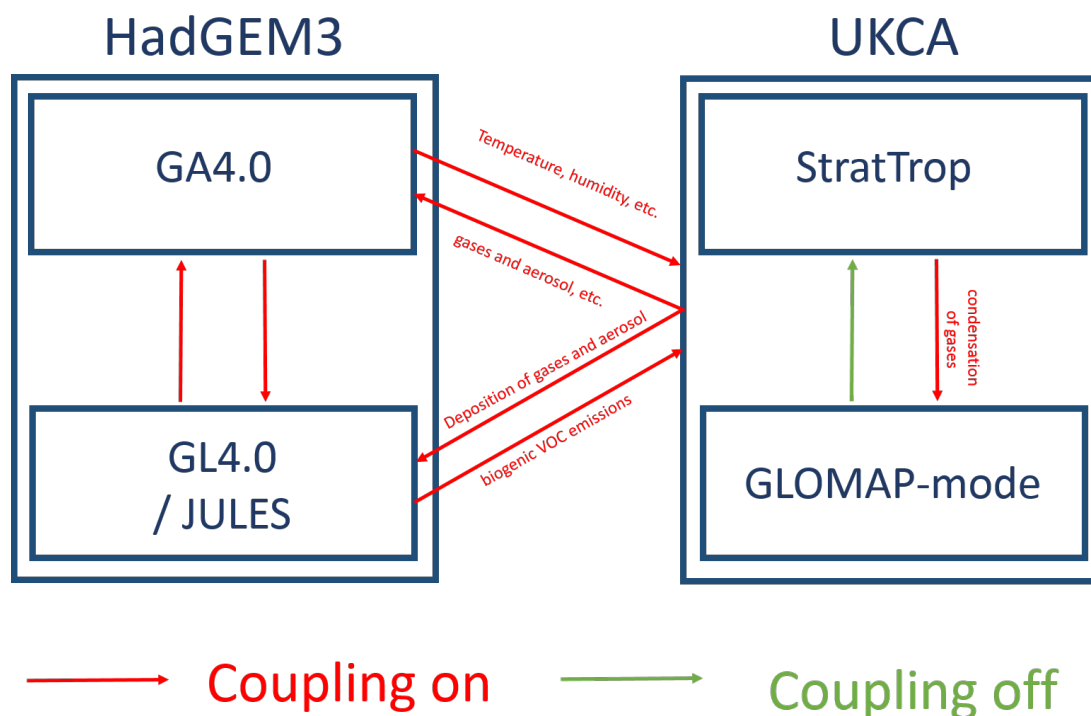 HadGEM3
UKCA
GA4.0
Temperature, humidity, etc.
StratTrop
gases and aerosol, etc.
condensation
of gases
Deposition of gases and aerosol
biogenic VOC emissions
GL4.0
/ JULES
GLOMAP-mode
Coupling on
Coupling off